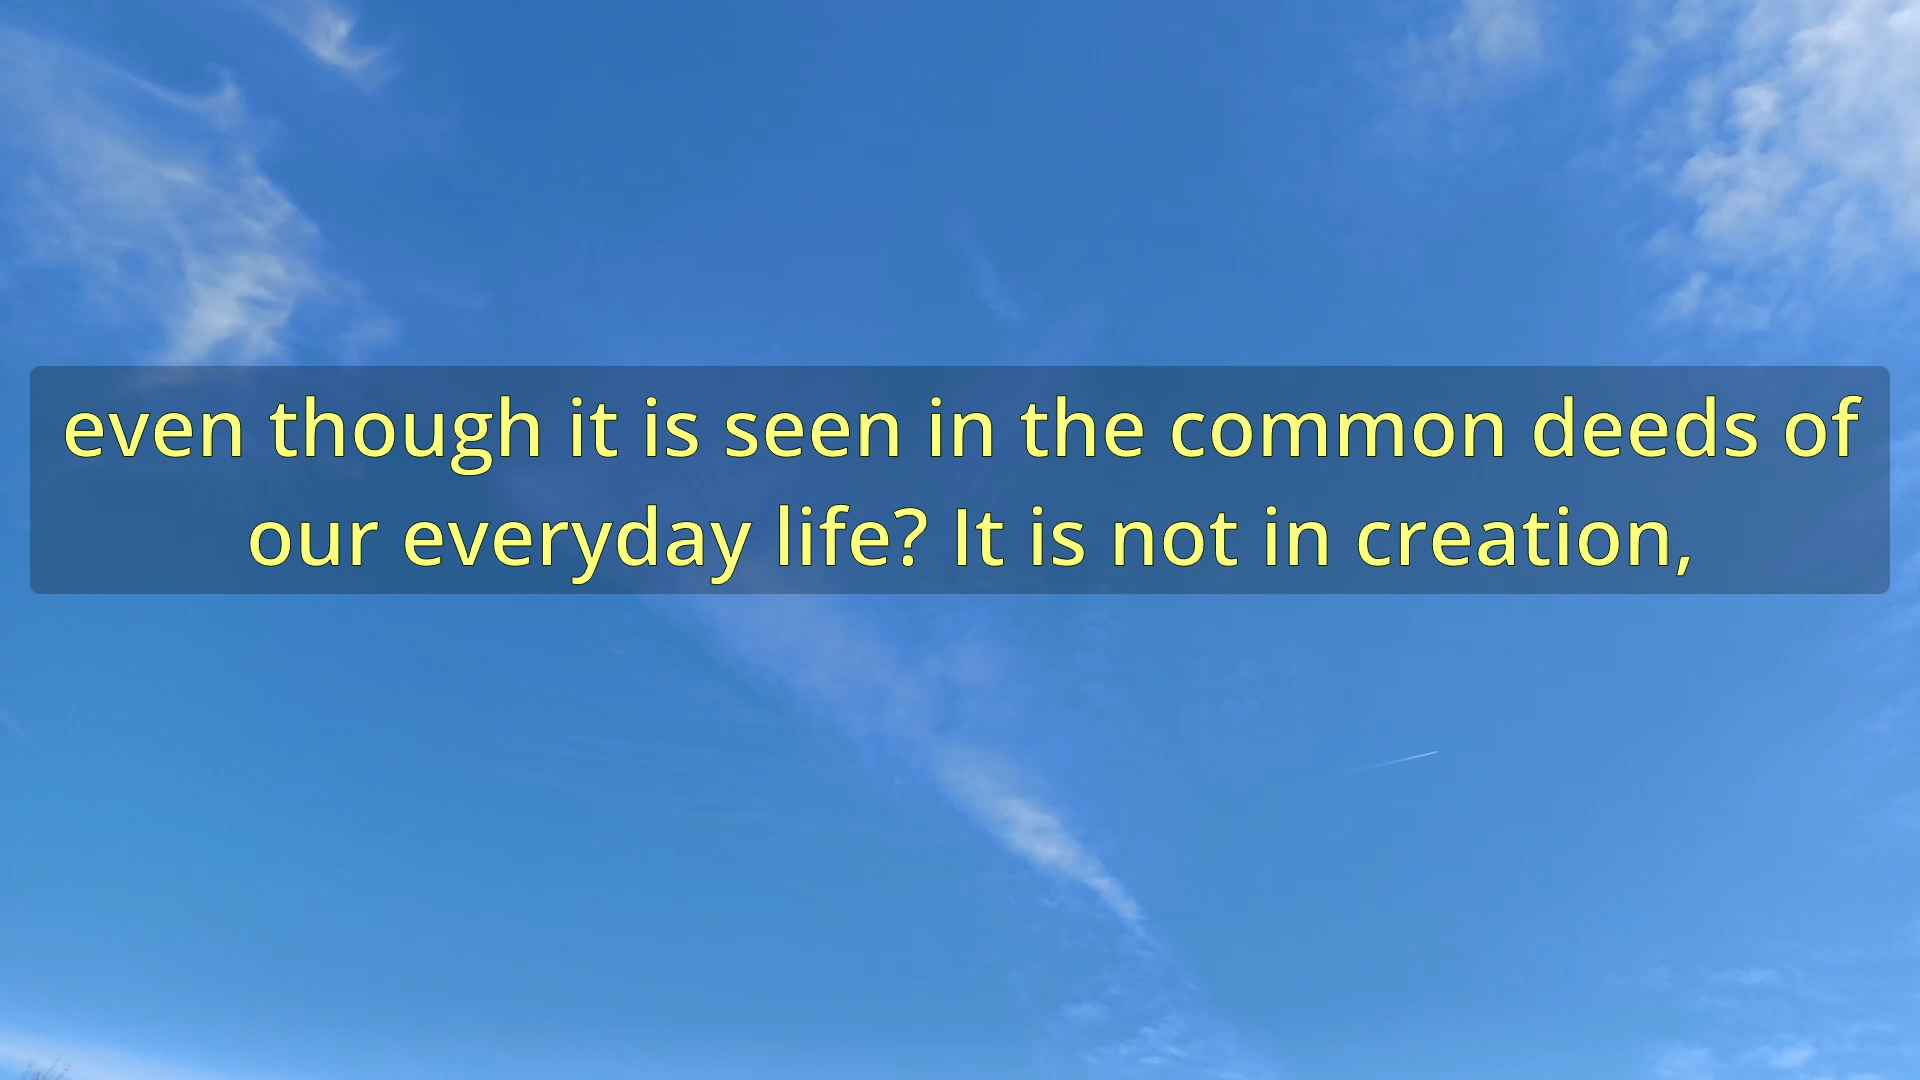 even though it is seen in the common deeds of
our everyday life? It is not in creation,